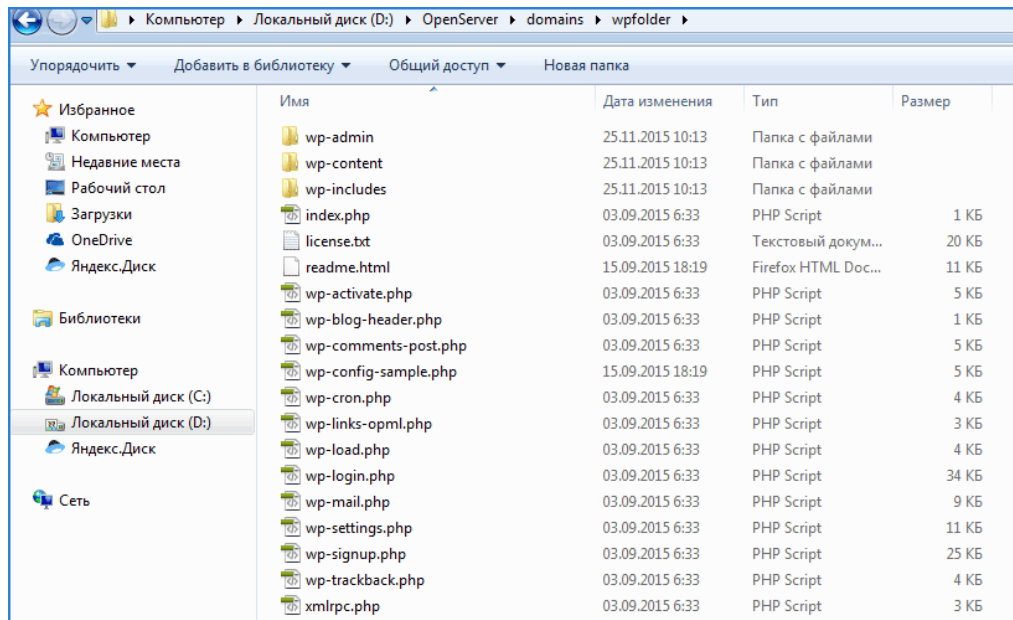 Компьютер ▸ Локальный диск (D:) ▸ OpenServer ▸ domains ▸ wpfolder ▸
Упорядочить ▼ Добавить в библиотеку ▼ Общий доступ ▼ Новая папка
Избранное
Компьютер
Недавние места
Рабочий стол
Загрузки
OneDrive
Яндекс.Диск
Библиотеки
Компьютер
Локальный диск (C:)
Локальный диск (D:)
Яндекс.Диск
Сеть
Имя Дата изменения Тип Размер
wp-admin 25.11.2015 10:13 Папка с файлами
wp-content 25.11.2015 10:13 Папка с файлами
wp-includes 25.11.2015 10:13 Папка с файлами
index.php 03.09.2015 6:33 PHP Script 1 КБ
license.txt 03.09.2015 6:33 Текстовый докум... 20 КБ
readme.html 15.09.2015 18:19 Firefox HTML Doc... 11 КБ
wp-activate.php 03.09.2015 6:33 PHP Script 5 КБ
wp-blog-header.php 03.09.2015 6:33 PHP Script 1 КБ
wp-comments-post.php 03.09.2015 6:33 PHP Script 5 КБ
wp-config-sample.php 15.09.2015 18:19 PHP Script 5 КБ
wp-cron.php 03.09.2015 6:33 PHP Script 4 КБ
wp-links-opml.php 03.09.2015 6:33 PHP Script 3 КБ
wp-load.php 03.09.2015 6:33 PHP Script 4 КБ
wp-login.php 03.09.2015 6:33 PHP Script 34 КБ
wp-mail.php 03.09.2015 6:33 PHP Script 9 КБ
wp-settings.php 03.09.2015 6:33 PHP Script 11 КБ
wp-signup.php 03.09.2015 6:33 PHP Script 25 КБ
wp-trackback.php 03.09.2015 6:33 PHP Script 4 КБ
xmlrpc.php 03.09.2015 6:33 PHP Script 3 КБ